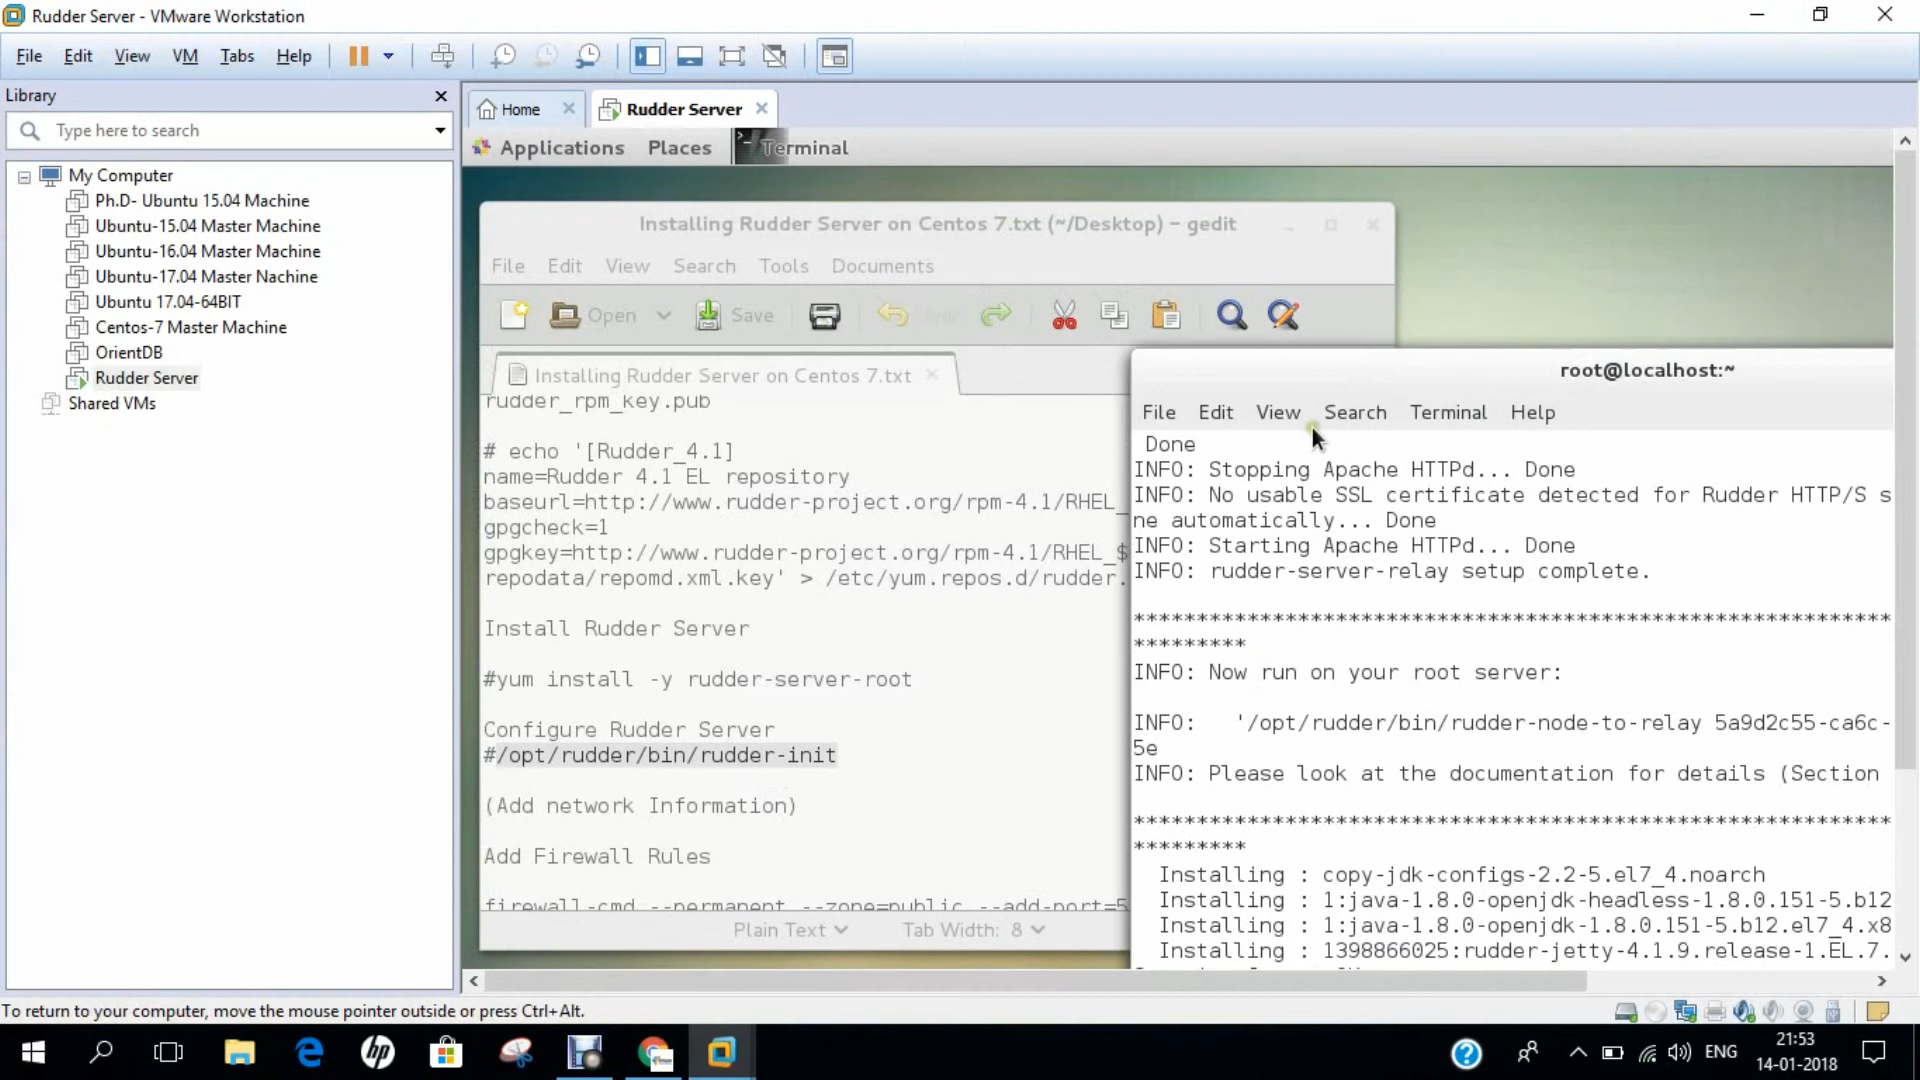 Rudder Server - VMware Workstation
File Edit View VM Tabs Help
Library
Type here to search
My Computer
Ph.D- Ubuntu 15.04 Machine
Ubuntu-15.04 Master Machine
Ubuntu-16.04 Master Machine
Ubuntu-17.04 Master Nachine
Ubuntu 17.04-64BIT
Centos-7 Master Machine
OrientDB
Rudder Server
Shared VMs
Home
Rudder Server
Applications Places Terminal
Installing Rudder Server on Centos 7.txt (~/Desktop) – gedit
File Edit View Search Tools Documents
Open Save
Installing Rudder Server on Centos 7.txt
rudder_rpm_key.pub
# echo '[Rudder_4.1]
name=Rudder 4.1 EL repository
baseurl=http://www.rudder-project.org/rpm-4.1/RHEL_
gpgcheck=1
gpgkey=http://www.rudder-project.org/rpm-4.1/RHEL_$
repodata/repomd.xml.key' > /etc/yum.repos.d/rudder.
Install Rudder Server
#yum install -y rudder-server-root
Configure Rudder Server
#/opt/rudder/bin/rudder-init
(Add network Information)
Add Firewall Rules
firewall-cmd --permanent --zone=public --add-port=5
Plain Text Tab Width: 8
root@localhost:~
File Edit View Search Terminal Help
Done
INFO: Stopping Apache HTTPd... Done
INFO: No usable SSL certificate detected for Rudder HTTP/S s
ne automatically... Done
INFO: Starting Apache HTTPd... Done
INFO: rudder-server-relay setup complete.
************************************************************
*********
INFO: Now run on your root server:
INFO: '/opt/rudder/bin/rudder-node-to-relay 5a9d2c55-ca6c-
5e
INFO: Please look at the documentation for details (Section
************************************************************
*********
Installing : copy-jdk-configs-2.2-5.el7_4.noarch
Installing : 1:java-1.8.0-openjdk-headless-1.8.0.151-5.b12
Installing : 1:java-1.8.0-openjdk-1.8.0.151-5.b12.el7_4.x8
Installing : 1398866025:rudder-jetty-4.1.9.release-1.EL.7.
To return to your computer, move the mouse pointer outside or press Ctrl+Alt.
ENG
21:53
14-01-2018